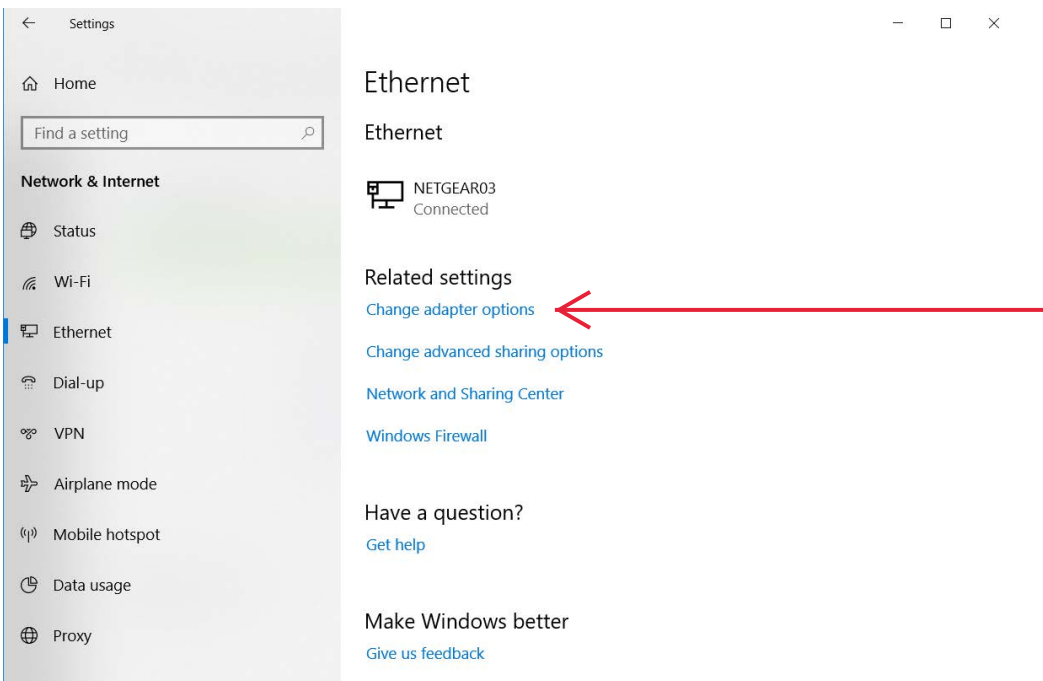 Settings
Home
Find a setting
Network & Internet
Status
Wi-Fi
Ethernet
Dial-up
VPN
Airplane mode
Mobile hotspot
Data usage
Proxy
Ethernet
Ethernet
NETGEAR03
Connected
Related settings
Change adapter options
Change advanced sharing options
Network and Sharing Center
Windows Firewall
Have a question?
Get help
Make Windows better
Give us feedback